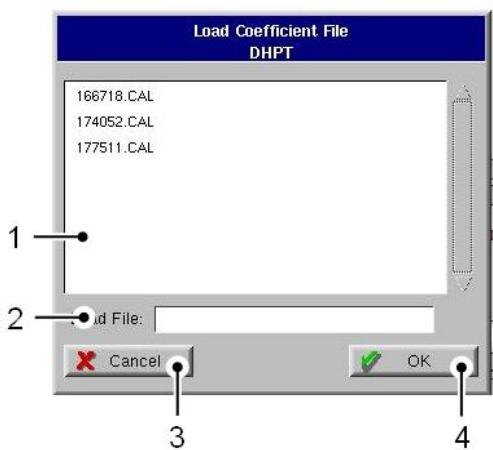 Load Coefficient File
DHPT
166718.CAL
174052.CAL
177511.CAL
1
2
File:
Cancel
OK
3
4